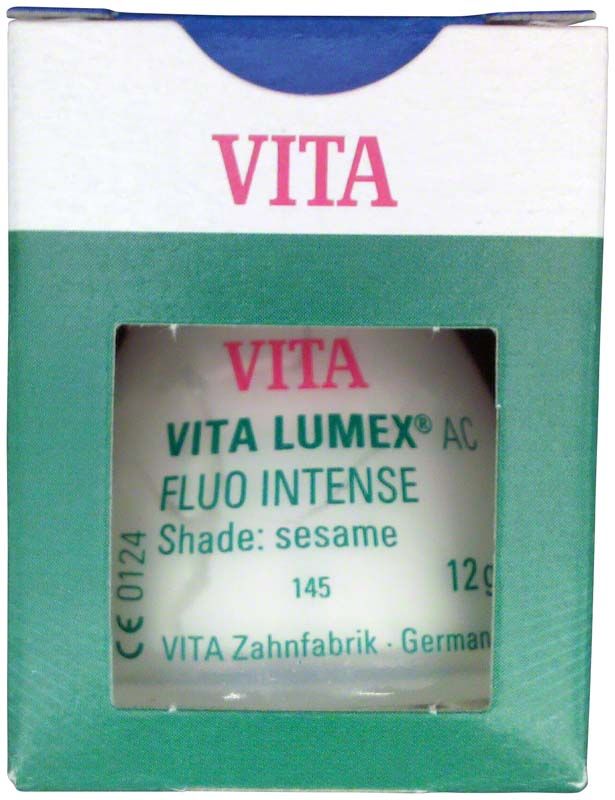 VITA
VITA
VITA LUMEX® AC
FLUO INTENSE
Shade: sesame
145
12g
CE 0124
VITA Zahnfabrik · German